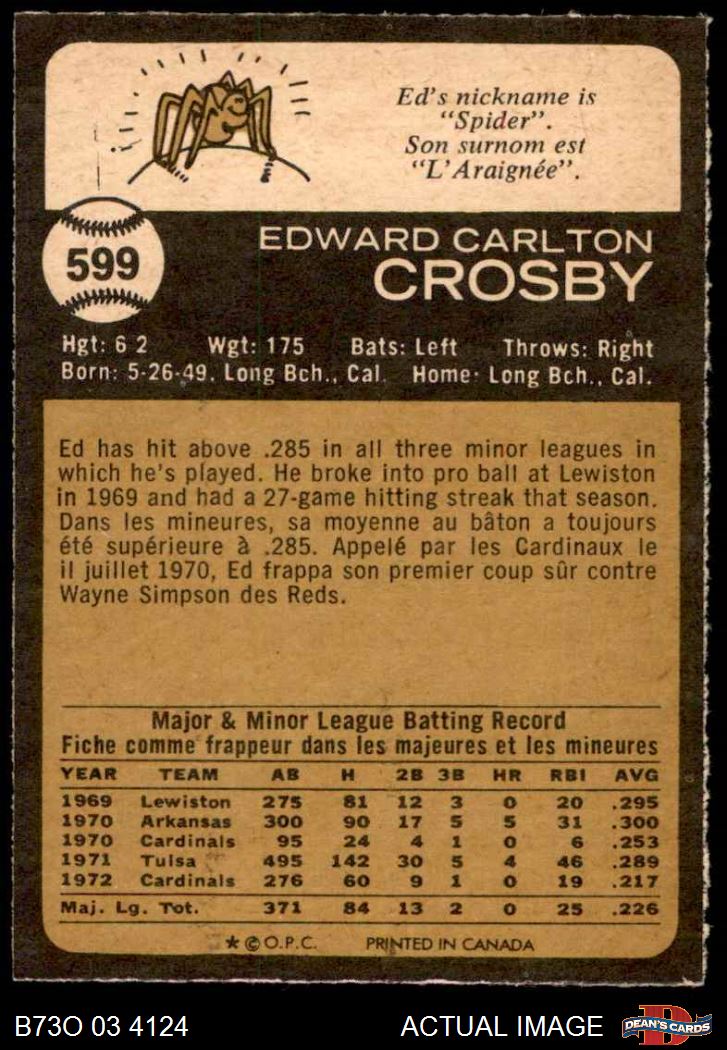 Ed's nickname is
"Spider".
Son surnom est
"L'Araignée".
599
EDWARD CARLTON
CROSBY
Hgt: 6 2 Wgt: 175 Bats: Left Throws: Right
Born: 5-26-49. Long Bch., Cal. Home· Long Bch., Cal.
Ed has hit above .285 in all three minor leagues in
which he's played. He broke into pro ball at Lewiston
in 1969 and had a 27-game hitting streak that season.
Dans les mineures, sa moyenne au bâton a toujours
été supérieure à .285. Appelé par les Cardinaux le
il juillet 1970, Ed frappa son premier coup sûr contre
Wayne Simpson des Reds.
Major & Minor League Batting Record
Fiche comme frappeur dans les majeures et les mineures
YEAR TEAM AB H 2B 3B HR RBI AVG
1969 Lewiston 275 81 12 3 0 20 .295
1970 Arkansas 300 90 17 5 5 31 .300
1970 Cardinals 95 24 4 1 0 6 .253
1971 Tulsa 495 142 30 5 4 46 .289
1972 Cardinals 276 60 9 1 0 19 .217
Maj. Lg. Tot. 371 84 13 2 0 25 .226
* © O.P.C. PRINTED IN CANADA
B73O 03 4124 ACTUAL IMAGE DEAN'S CARDS